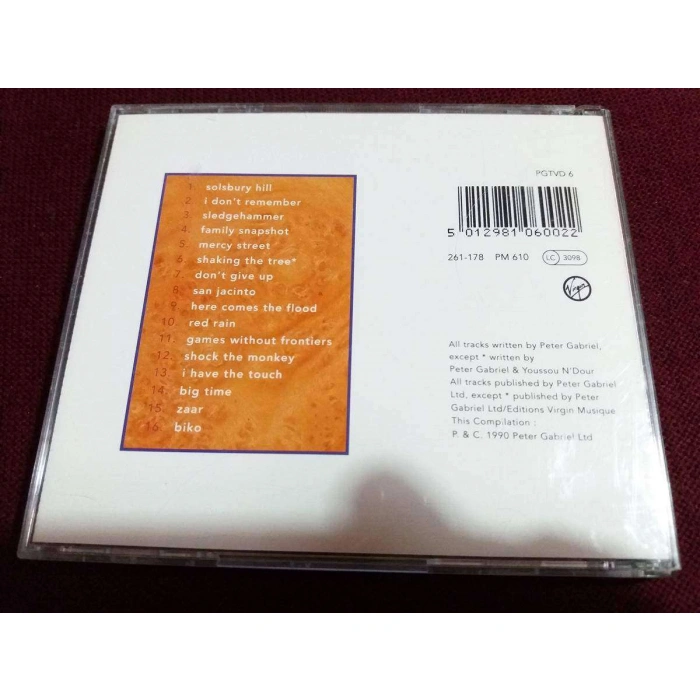 1. solsbury hill
2. i don't remember
3. sledgehammer
4. family snapshot
5. mercy street
6. shaking the tree*
7. don't give up
8. san jacinto
9. here comes the flood
10. red rain
11. games without frontiers
12. shock the monkey
13. i have the touch
14. big time
15. zaar
16. biko
PGTVD 6
5 012981 060022
261-178 PM 610 LC 3098
Virgin
All tracks written by Peter Gabriel,
except * written by
Peter Gabriel & Youssou N'Dour
All tracks published by Peter Gabriel
Ltd, except * published by Peter
Gabriel Ltd/Editions Virgin Musique
This Compilation :
P. & C. 1990 Peter Gabriel Ltd